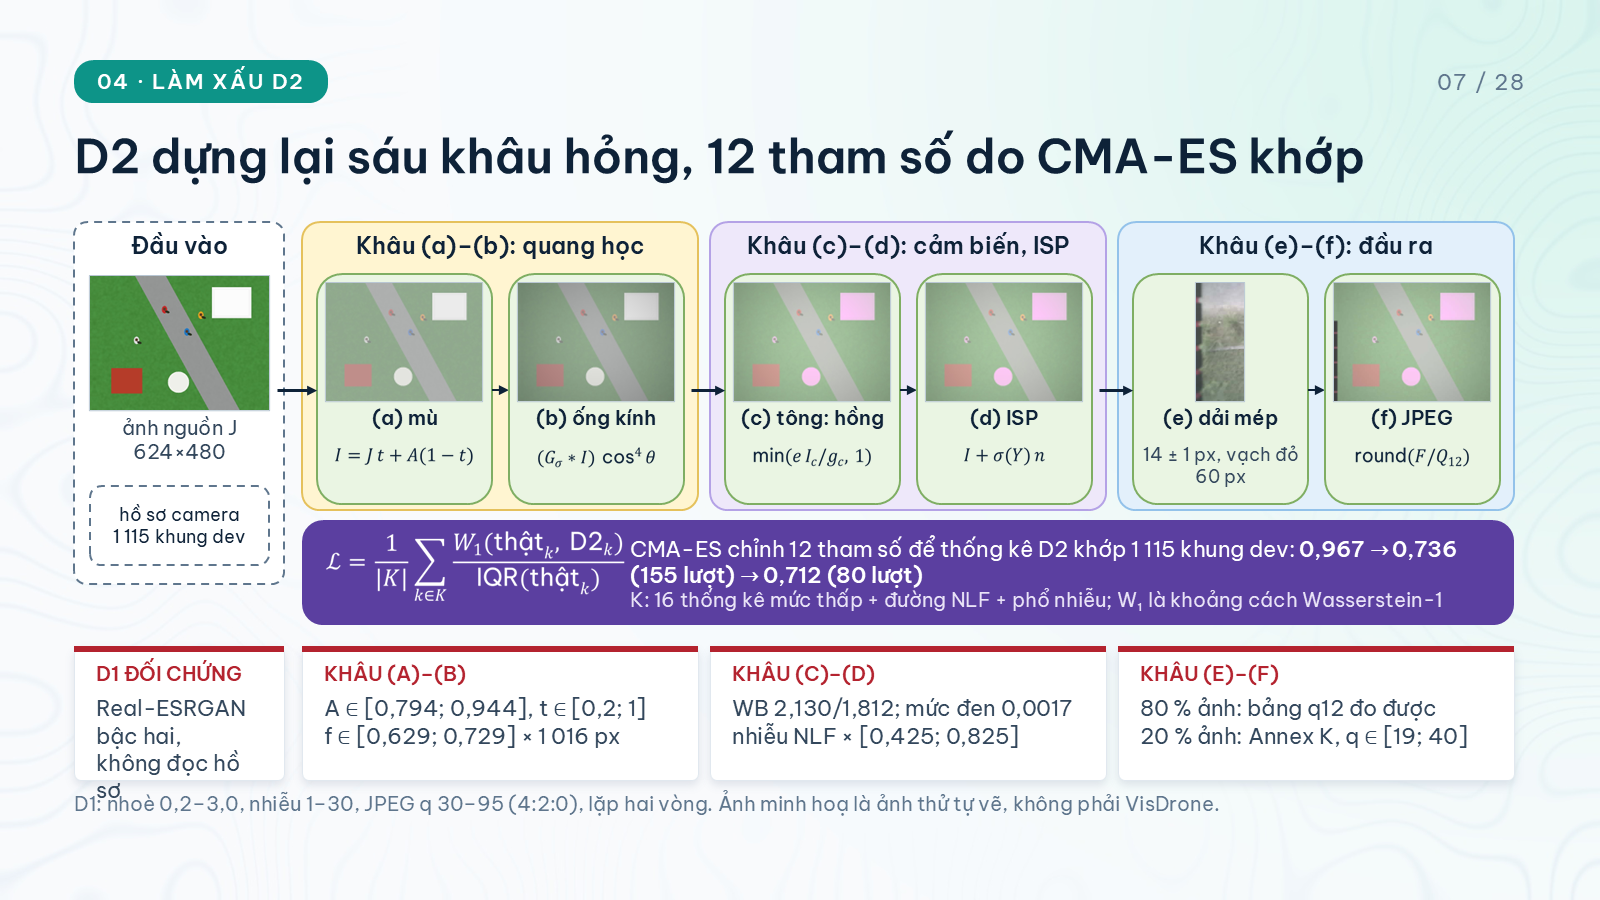 04 · LÀM XẤU D2
07 / 28
D2 dựng lại sáu khâu hỏng, 12 tham số do CMA-ES khớp
Đầu vào
ảnh nguồn J
624×480
hồ sơ camera
1 115 khung dev
Khâu (a)–(b): quang học
(a) mù
I = J t + A(1 − t)
(b) ống kính
(G_σ ∗ I) cos⁴ θ
Khâu (c)–(d): cảm biến, ISP
(c) tông: hồng
min(e I_c/g_c, 1)
(d) ISP
I + σ(Y) n
Khâu (e)–(f): đầu ra
(e) dải mép
14 ± 1 px, vạch đỏ
60 px
(f) JPEG
round(F/Q₁₂)
ℒ = 1/|K| ∑_{k∈K} W₁(thật_k, D2_k)/IQR(thật_k)
CMA-ES chỉnh 12 tham số để thống kê D2 khớp 1 115 khung dev: 0,967 → 0,736
(155 lượt) → 0,712 (80 lượt)
K: 16 thống kê mức thấp + đường NLF + phổ nhiễu; W₁ là khoảng cách Wasserstein-1
D1 ĐỐI CHỨNG
Real-ESRGAN
bậc hai,
không đọc hồ
sơ
KHÂU (A)–(B)
A ∈ [0,794; 0,944], t ∈ [0,2; 1]
f ∈ [0,629; 0,729] × 1 016 px
KHÂU (C)–(D)
WB 2,130/1,812; mức đen 0,0017
nhiễu NLF × [0,425; 0,825]
KHÂU (E)–(F)
80 % ảnh: bảng q12 đo được
20 % ảnh: Annex K, q ∈ [19; 40]
D1: nhoè 0,2–3,0, nhiễu 1–30, JPEG q 30–95 (4:2:0), lặp hai vòng. Ảnh minh hoạ là ảnh thử tự vẽ, không phải VisDrone.